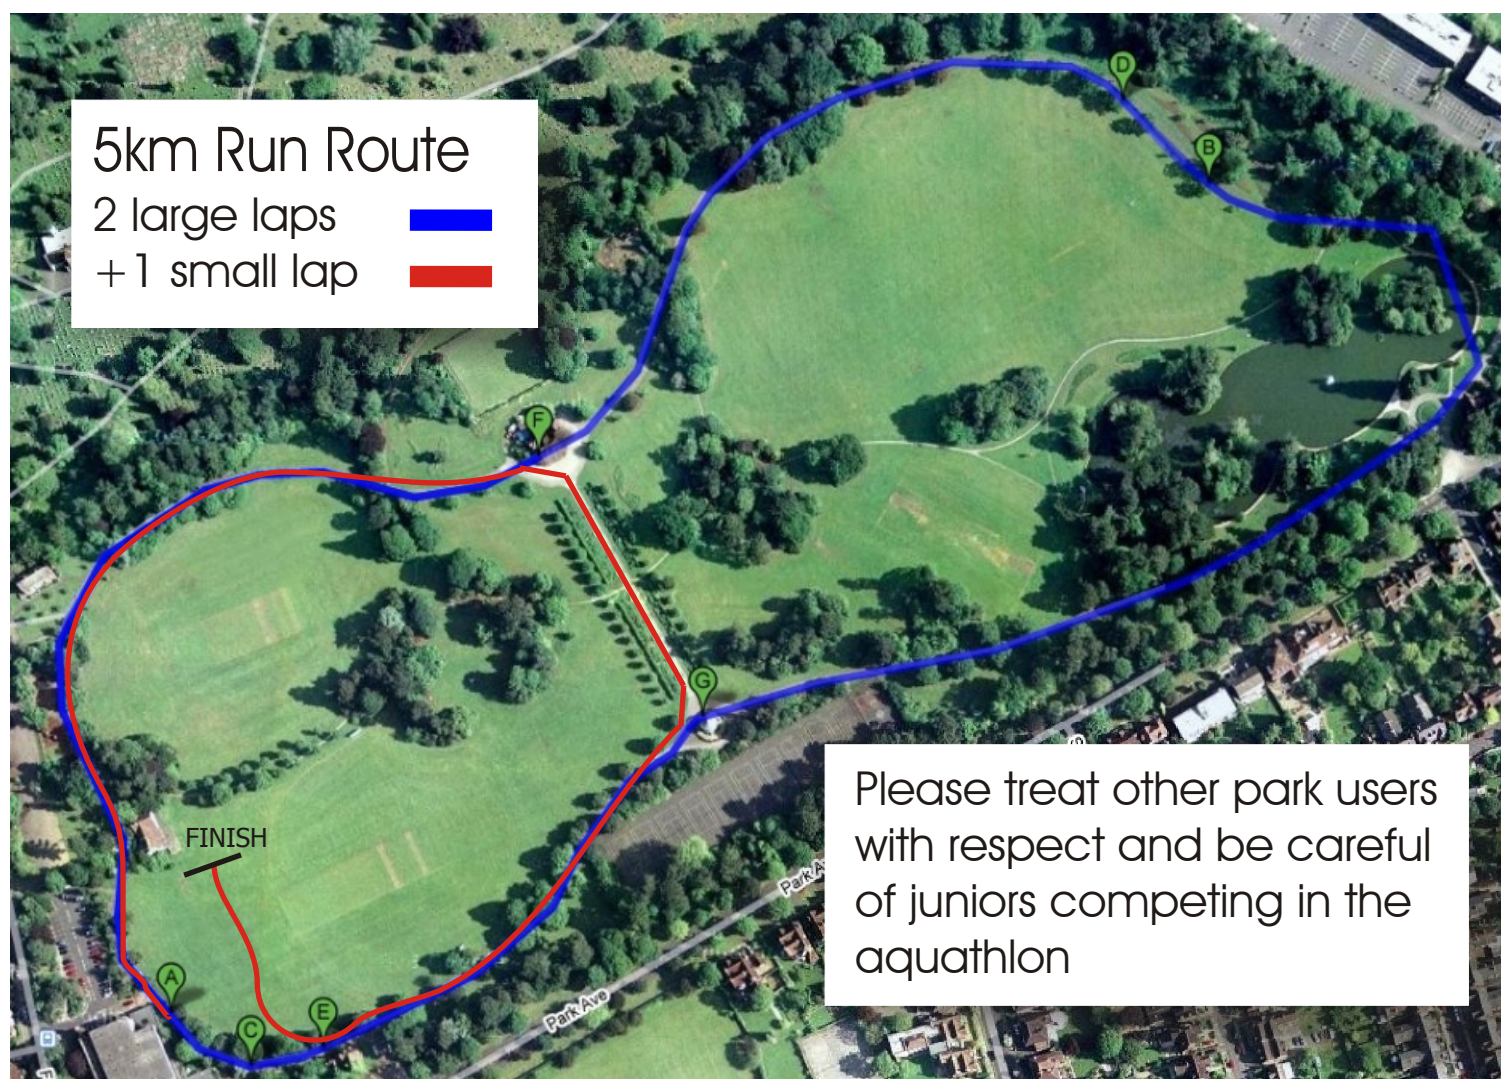 5km Run Route
2 large laps
+1 small lap
D
B
F
G
FINISH
A
C
E
Park Ave
Park A
Please treat other park users
with respect and be careful
of juniors competing in the
aquathlon